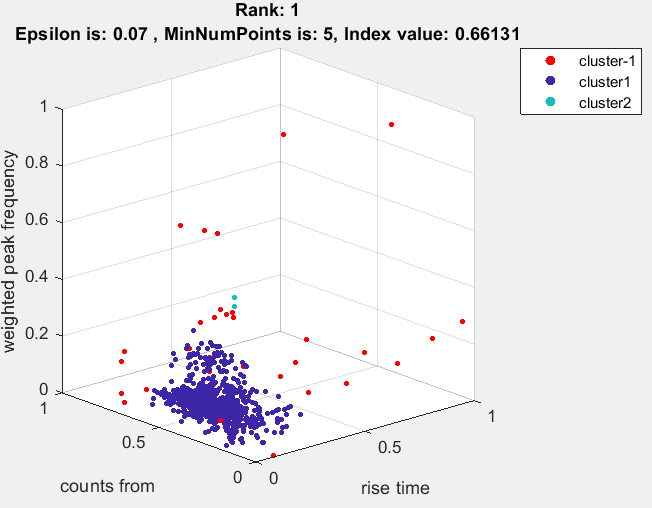 Rank: 1
Epsilon is: 0.07 , MinNumPoints is: 5, Index value: 0.66131
cluster-1
cluster1
cluster2
weighted peak frequency
1
0.8
0.6
0.4
0.2
0
1
0.5
0
counts from
0
0.5
1
rise time